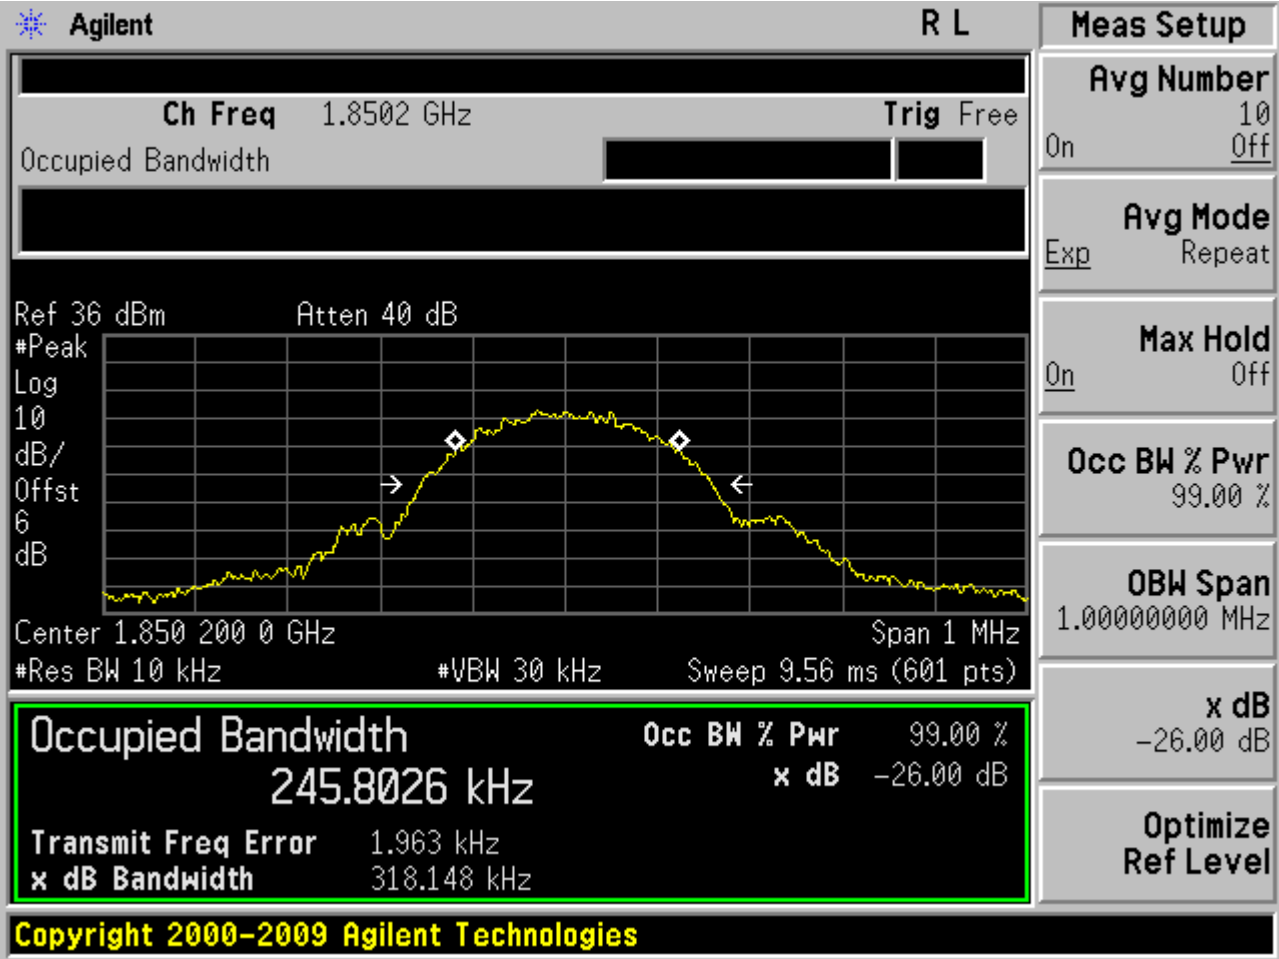 Agilent
R L
Ch Freq 1.8502 GHz
Trig Free
Occupied Bandwidth
Ref 36 dBm
Atten 40 dB
#Peak
Log
10
dB/
Offst
6
dB
Center 1.850 200 0 GHz
Span 1 MHz
#Res BW 10 kHz
#VBW 30 kHz
Sweep 9.56 ms (601 pts)
Occupied Bandwidth
245.8026 kHz
Occ BW % Pwr 99.00 %
x dB -26.00 dB
Transmit Freq Error 1.963 kHz
x dB Bandwidth 318.148 kHz
Copyright 2000-2009 Agilent Technologies
Meas Setup
Avg Number
10
On Off
Avg Mode
Exp Repeat
Max Hold
On Off
Occ BW % Pwr
99.00 %
OBW Span
1.00000000 MHz
x dB
-26.00 dB
Optimize
Ref Level